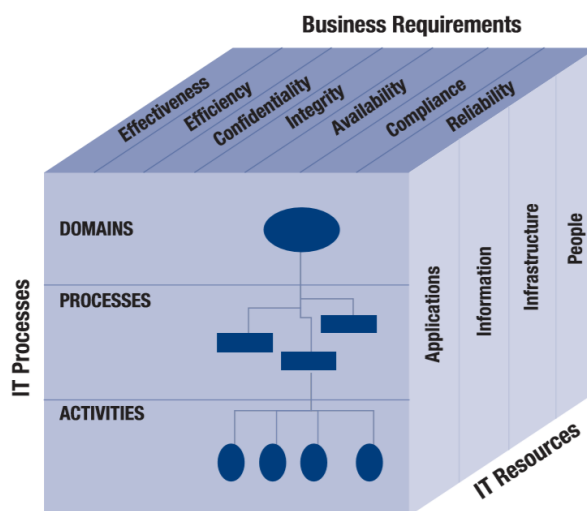 Business Requirements
Effectiveness
Efficiency
Confidentiality
Integrity
Availability
Compliance
Reliability
IT Processes
DOMAINS
PROCESSES
ACTIVITIES
Applications
Information
Infrastructure
People
IT Resources